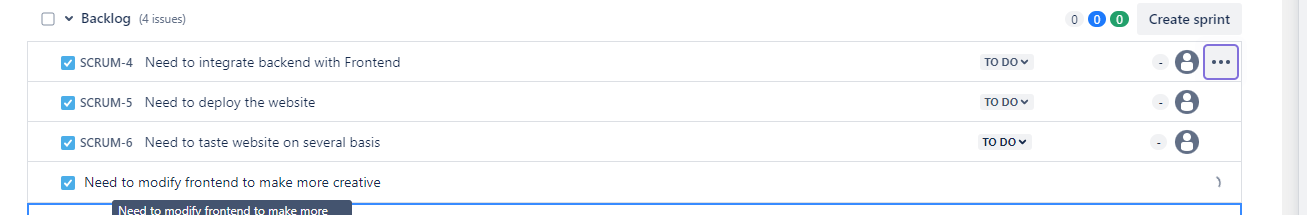 Backlog (4 issues) 0 0 0 Create sprint
SCRUM-4 Need to integrate backend with Frontend TO DO -
SCRUM-5 Need to deploy the website TO DO -
SCRUM-6 Need to taste website on several basis TO DO -
Need to modify frontend to make more creative
Need to modify frontend to make more